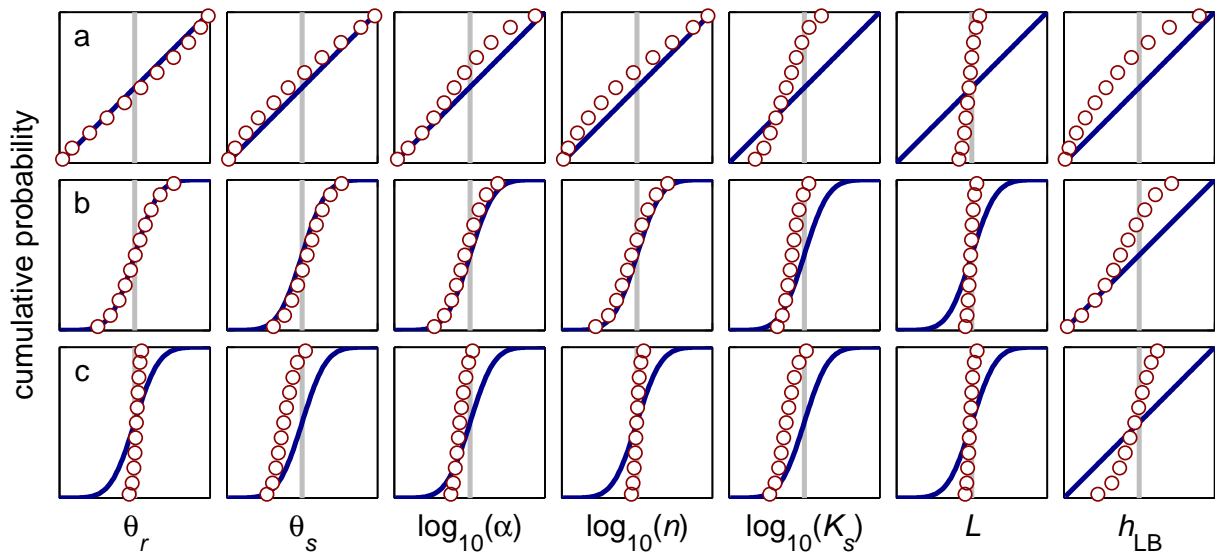 cumulative probability
a
b
c
θr θs log10(α) log10(n) log10(Ks) L hLB